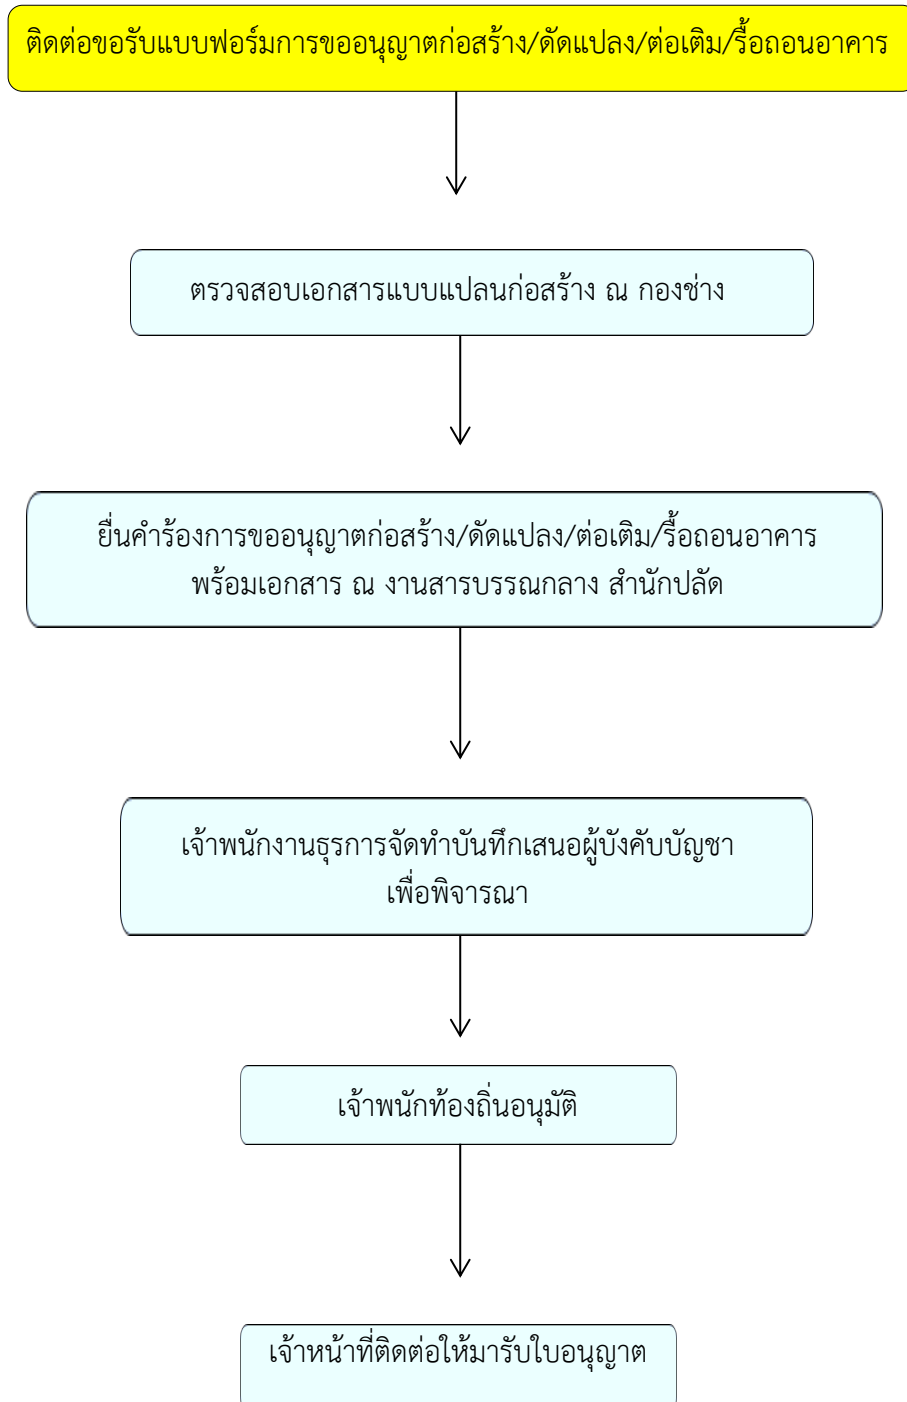 ติดต่อขอรับแบบฟอร์มการขออนุญาตก่อสร้าง/ดัดแปลง/ต่อเติม/รื้อถอนอาคาร
ตรวจสอบเอกสารแบบแปลนก่อสร้าง ณ กองช่าง
ยื่นคำร้องการขออนุญาตก่อสร้าง/ดัดแปลง/ต่อเติม/รื้อถอนอาคาร
พร้อมเอกสาร ณ งานสารบรรณกลาง สำนักปลัด
เจ้าพนักงานธุรการจัดทำบันทึกเสนอผู้บังคับบัญชา
เพื่อพิจารณา
เจ้าพนักท้องถิ่นอนุมัติ
เจ้าหน้าที่ติดต่อให้มารับใบอนุญาต